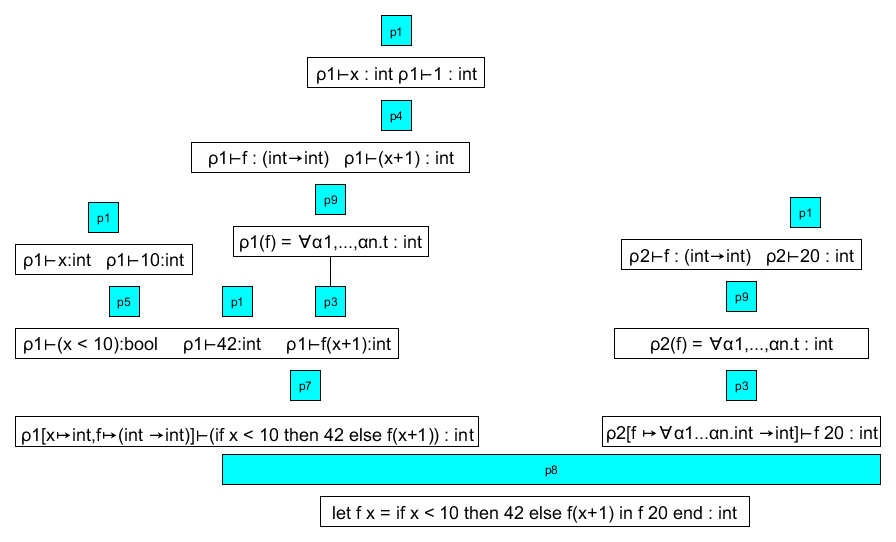 p1
ρ1⊢x : int ρ1⊢1 : int
p4
ρ1⊢f : (int→int) ρ1⊢(x+1) : int
p9
p1
p1
ρ1(f) = ∀α1,...,αn.t : int
ρ1⊢x:int ρ1⊢10:int
ρ2⊢f : (int→int) ρ2⊢20 : int
p5 p1 p3
p9
ρ1⊢(x < 10):bool ρ1⊢42:int ρ1⊢f(x+1):int
ρ2(f) = ∀α1,...,αn.t : int
p7
p3
ρ1[x↦int,f↦(int →int)]⊢(if x < 10 then 42 else f(x+1)) : int
ρ2[f ↦∀α1...αn.int →int]⊢f 20 : int
p8
let f x = if x < 10 then 42 else f(x+1) in f 20 end : int